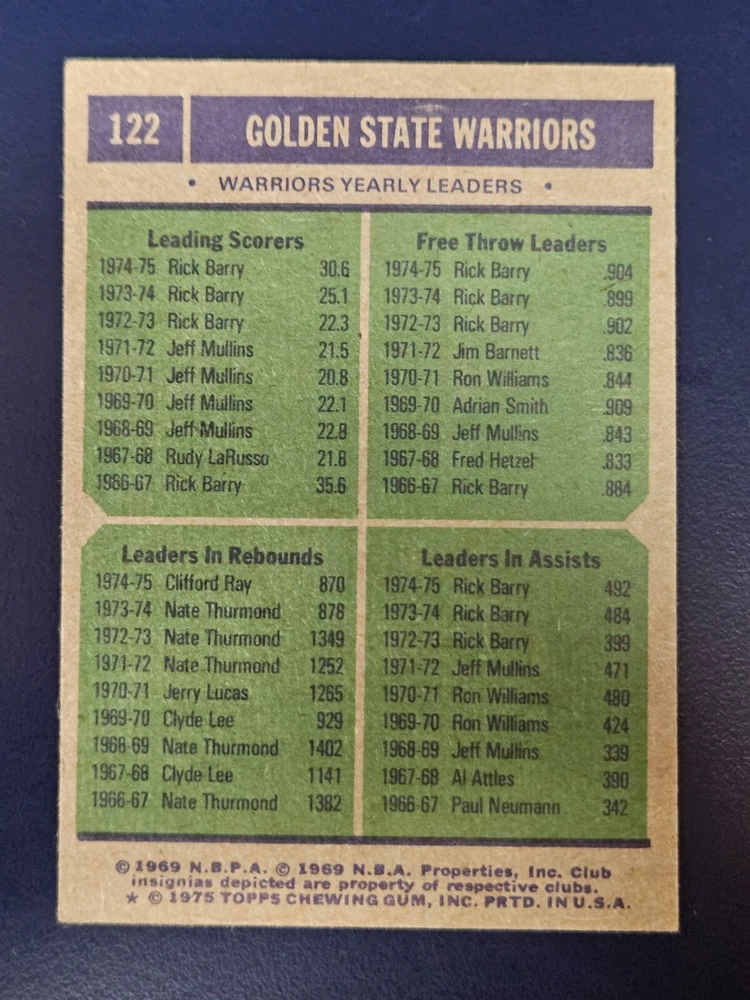 122 GOLDEN STATE WARRIORS
• WARRIORS YEARLY LEADERS •
Leading Scorers
1974-75 Rick Barry 30.6
1973-74 Rick Barry 25.1
1972-73 Rick Barry 22.3
1971-72 Jeff Mullins 21.5
1970-71 Jeff Mullins 20.8
1969-70 Jeff Mullins 22.1
1968-69 Jeff Mullins 22.8
1967-68 Rudy LaRusso 21.8
1966-67 Rick Barry 35.6
Free Throw Leaders
1974-75 Rick Barry .904
1973-74 Rick Barry .899
1972-73 Rick Barry .902
1971-72 Jim Barnett .836
1970-71 Ron Williams .844
1969-70 Adrian Smith .909
1968-69 Jeff Mullins .843
1967-68 Fred Hetzel .833
1966-67 Rick Barry .884
Leaders In Rebounds
1974-75 Clifford Ray 870
1973-74 Nate Thurmond 878
1972-73 Nate Thurmond 1349
1971-72 Nate Thurmond 1252
1970-71 Jerry Lucas 1265
1969-70 Clyde Lee 929
1968-69 Nate Thurmond 1402
1967-68 Clyde Lee 1141
1966-67 Nate Thurmond 1382
Leaders In Assists
1974-75 Rick Barry 492
1973-74 Rick Barry 484
1972-73 Rick Barry 399
1971-72 Jeff Mullins 471
1970-71 Ron Williams 480
1969-70 Ron Williams 424
1968-69 Jeff Mullins 339
1967-68 Al Attles 390
1966-67 Paul Neumann 342
© 1969 N.B.P.A. © 1969 N.B.A. Properties, Inc. Club
insignias depicted are property of respective clubs.
★ © 1975 TOPPS CHEWING GUM, INC. PRTD. IN U.S.A.